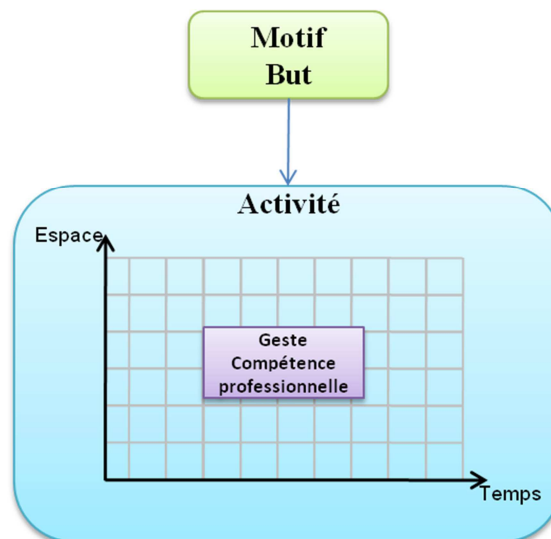 Motif
But
Activité
Espace
Geste
Compétence
professionnelle
Temps